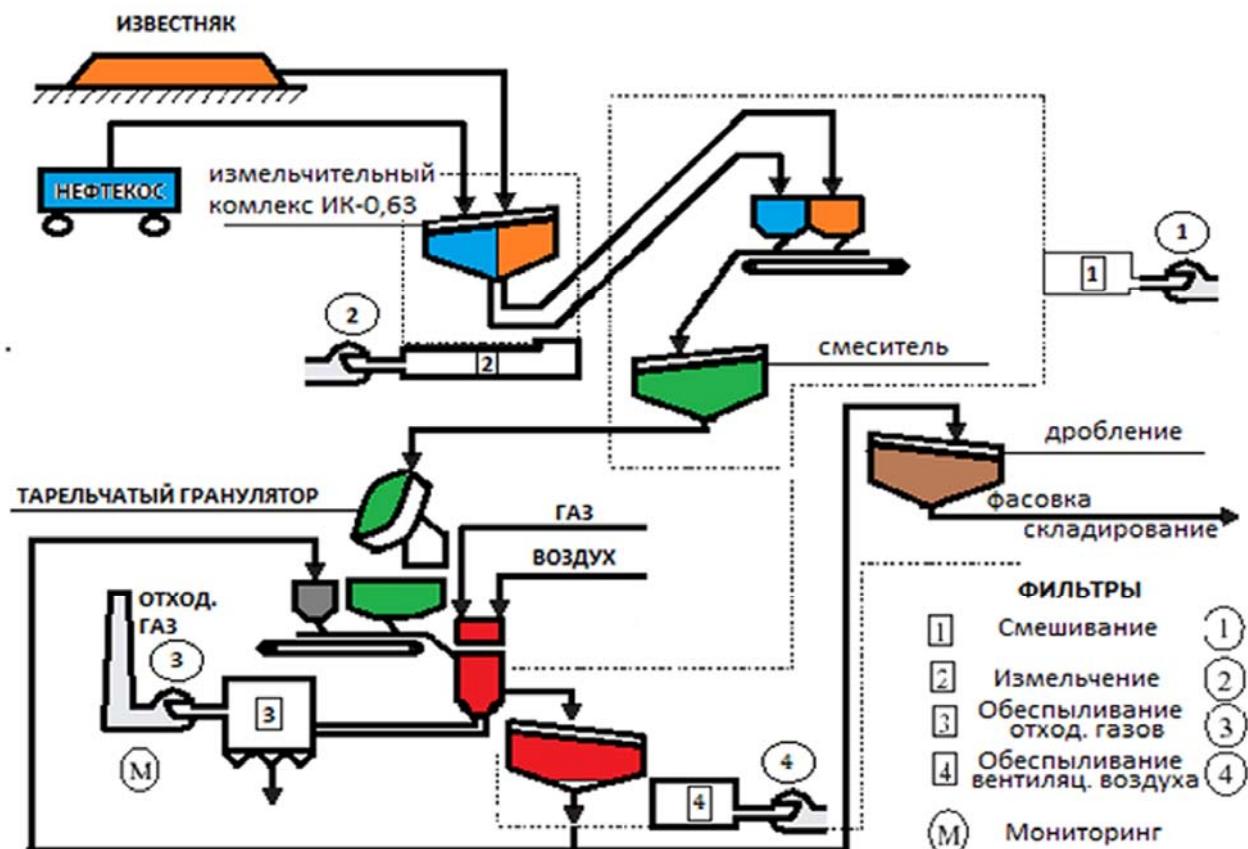 ИЗВЕСТНЯК
НЕФТЕКОС
измельчительный
комлекс ИК-0,63
1
1
2
2
смеситель
дробление
фасовка
складирование
ТАРЕЛЬЧАТЫЙ ГРАНУЛЯТОР
ГАЗ
ВОЗДУХ
ОТХОД.
ГАЗ
3
3
М
4
4
ФИЛЬТРЫ
1 Смешивание 1
2 Измельчение 2
3 Обеспыливание 3
отход. газов
4 Обеспыливание 4
вентиляц. воздуха
М Мониторинг